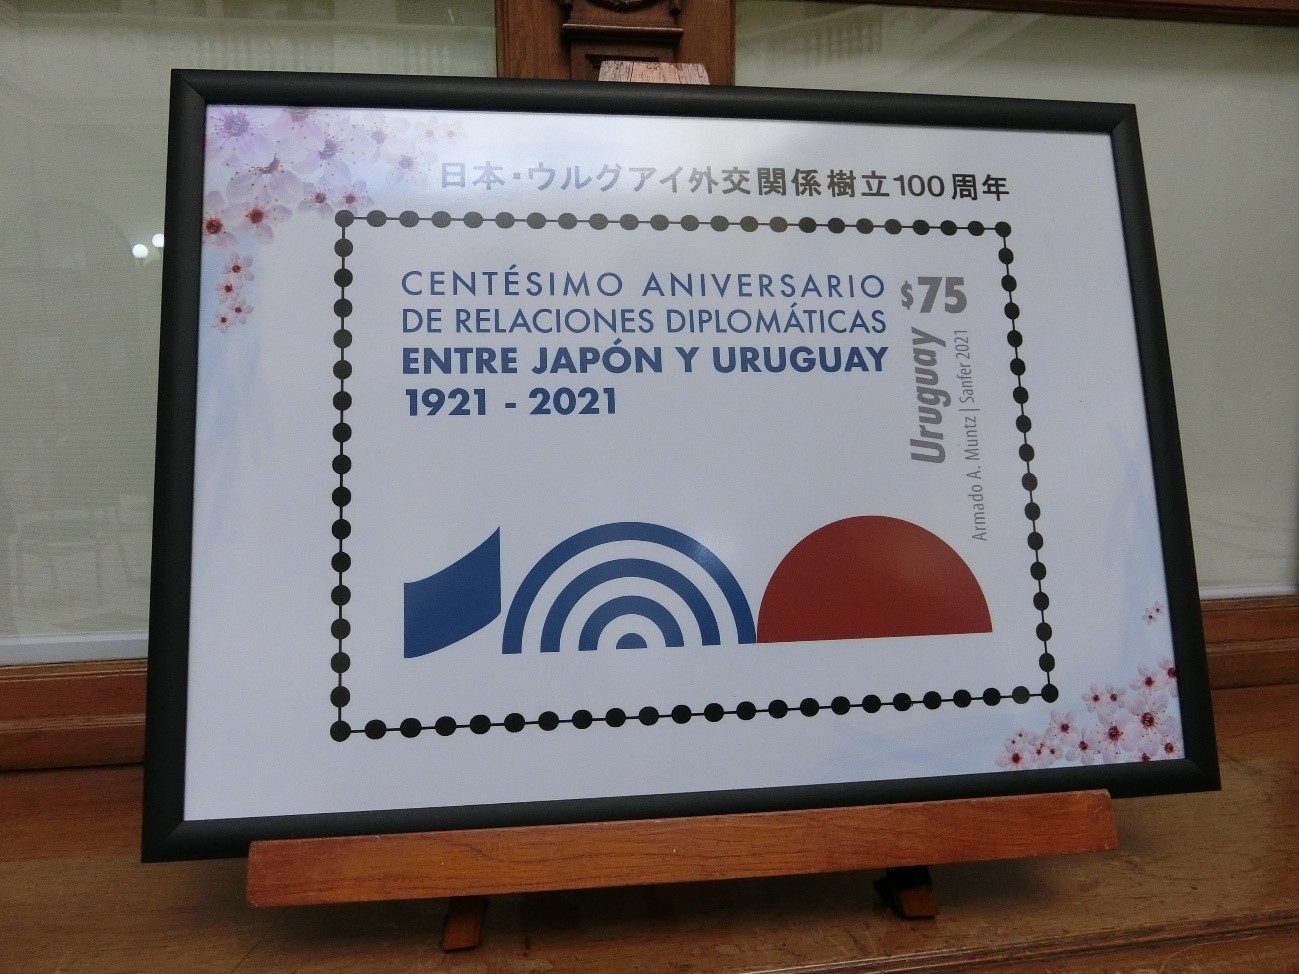 日本・ウルグアイ外交関係樹立100周年
CENTÉSIMO ANIVERSARIO
DE RELACIONES DIPLOMÁTICAS
ENTRE JAPÓN Y URUGUAY
1921 - 2021
$75
Uruguay
Armado A. Muntz | Sanfer 2021
100